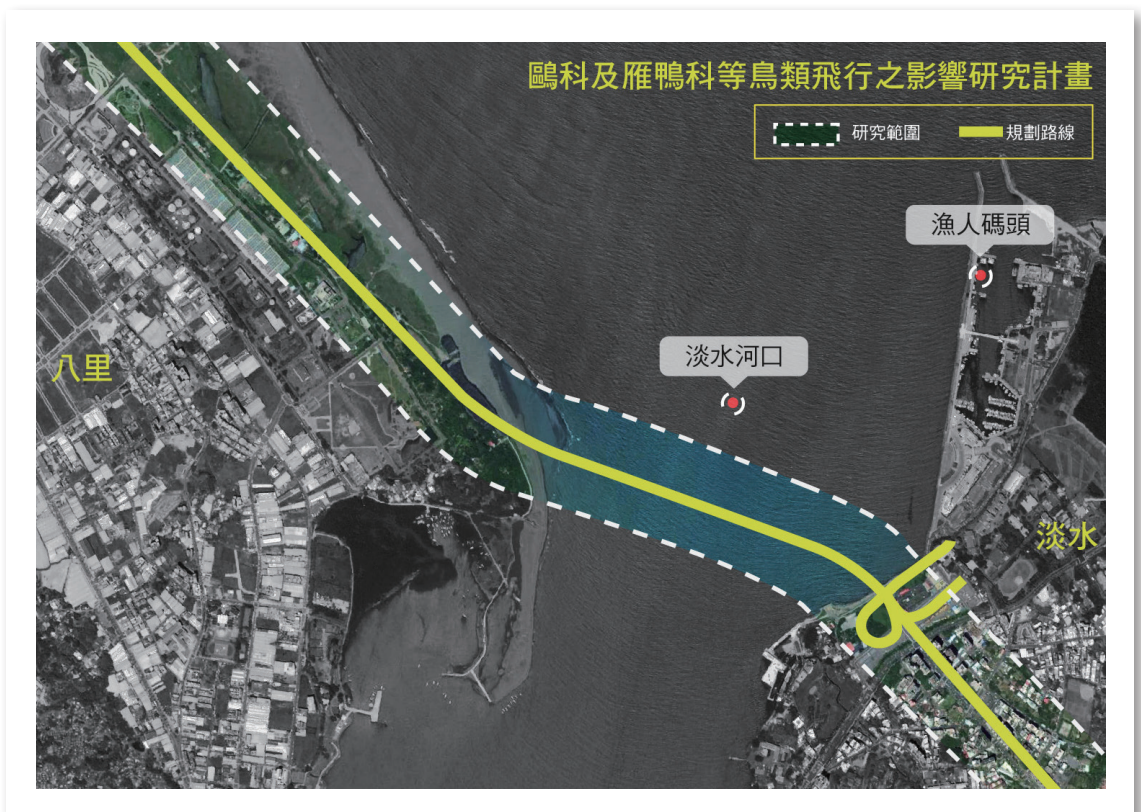 鷗科及雁鴨科等鳥類飛行之影響研究計畫
研究範圍
規劃路線
漁人碼頭
淡水河口
八里
淡水